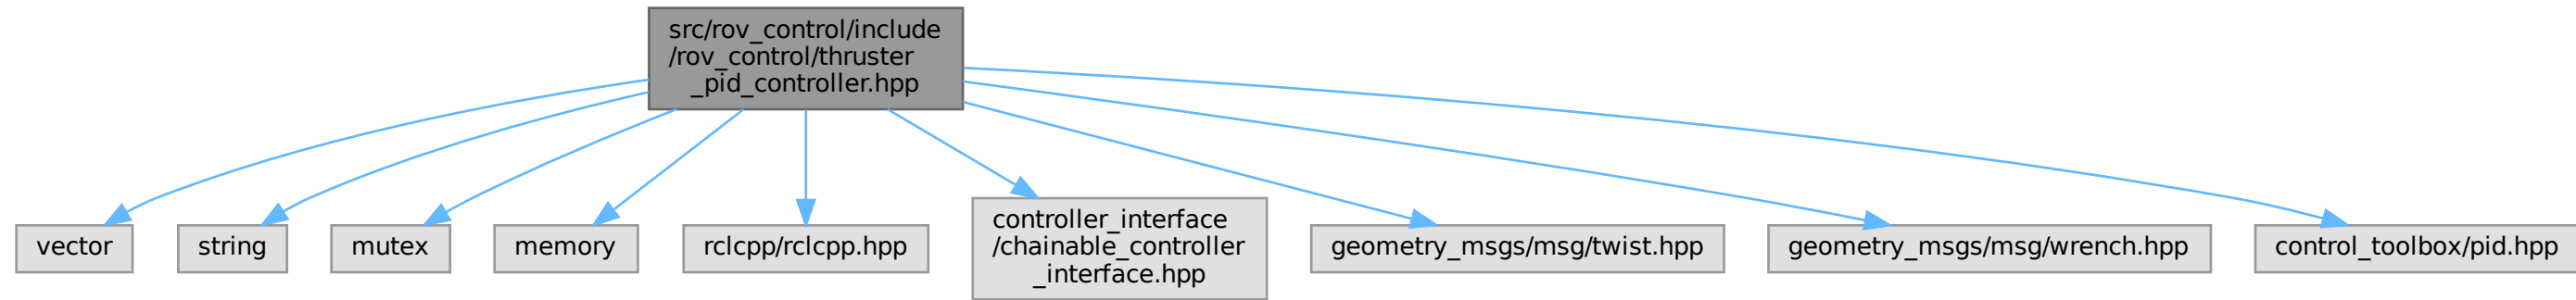 src/rov_control/include
/rov_control/thruster
_pid_controller.hpp
vector
string
mutex
memory
rclcpp/rclcpp.hpp
controller_interface
/chainable_controller
_interface.hpp
geometry_msgs/msg/twist.hpp
geometry_msgs/msg/wrench.hpp
control_toolbox/pid.hpp